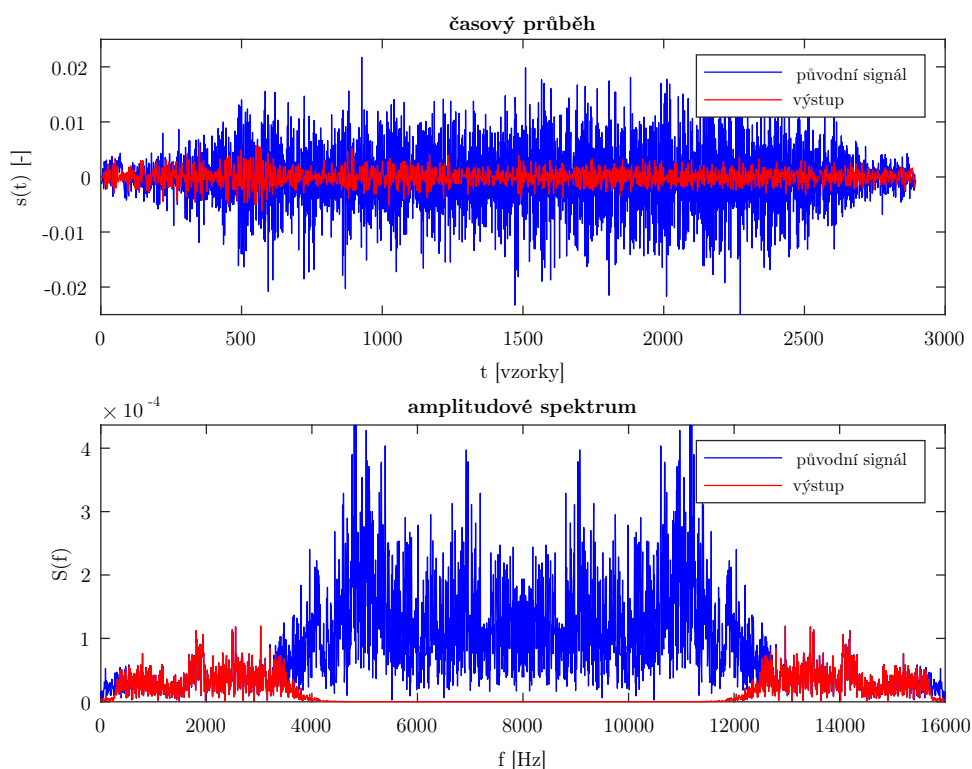 časový průběh
0.02
0.01
0
-0.01
-0.02
s(t) [-]
původní signál
výstup
0
500
1000
1500
2000
2500
3000
t [vzorky]
× 10⁻⁴
amplitudové spektrum
4
3
2
1
0
S(f)
původní signál
výstup
0
2000
4000
6000
8000
10000
12000
14000
16000
f [Hz]